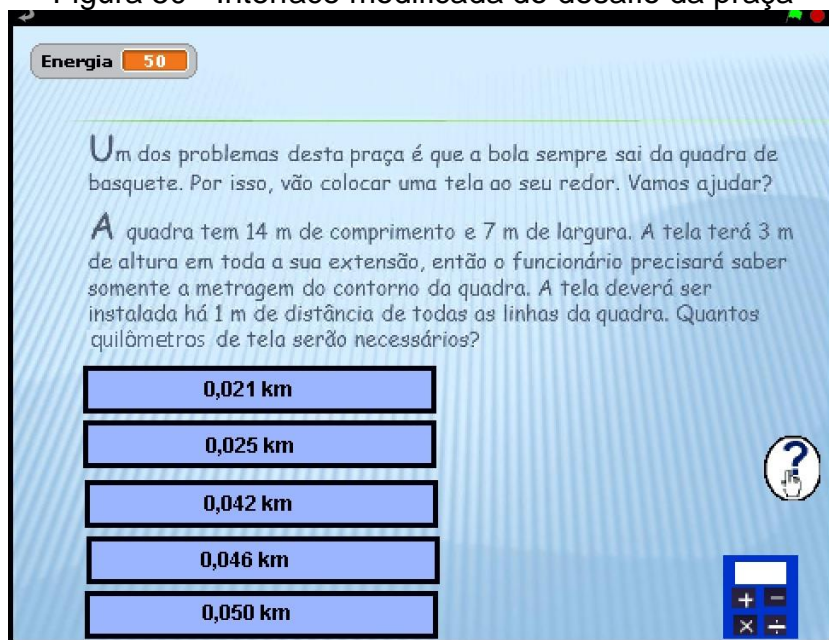 Figura 30 - Interface modificada do desafio da praça
Energia 50
Um dos problemas desta praça é que a bola sempre sai da quadra de
basquete. Por isso, vão colocar uma tela ao seu redor. Vamos ajudar?
A quadra tem 14 m de comprimento e 7 m de largura. A tela terá 3 m
de altura em toda a sua extensão, então o funcionário precisará saber
somente a metragem do contorno da quadra. A tela deverá ser
instalada há 1 m de distância de todas as linhas da quadra. Quantos
quilômetros de tela serão necessários?
0,021 km
0,025 km
0,042 km
?
0,046 km
0,050 km
+ −
× ÷